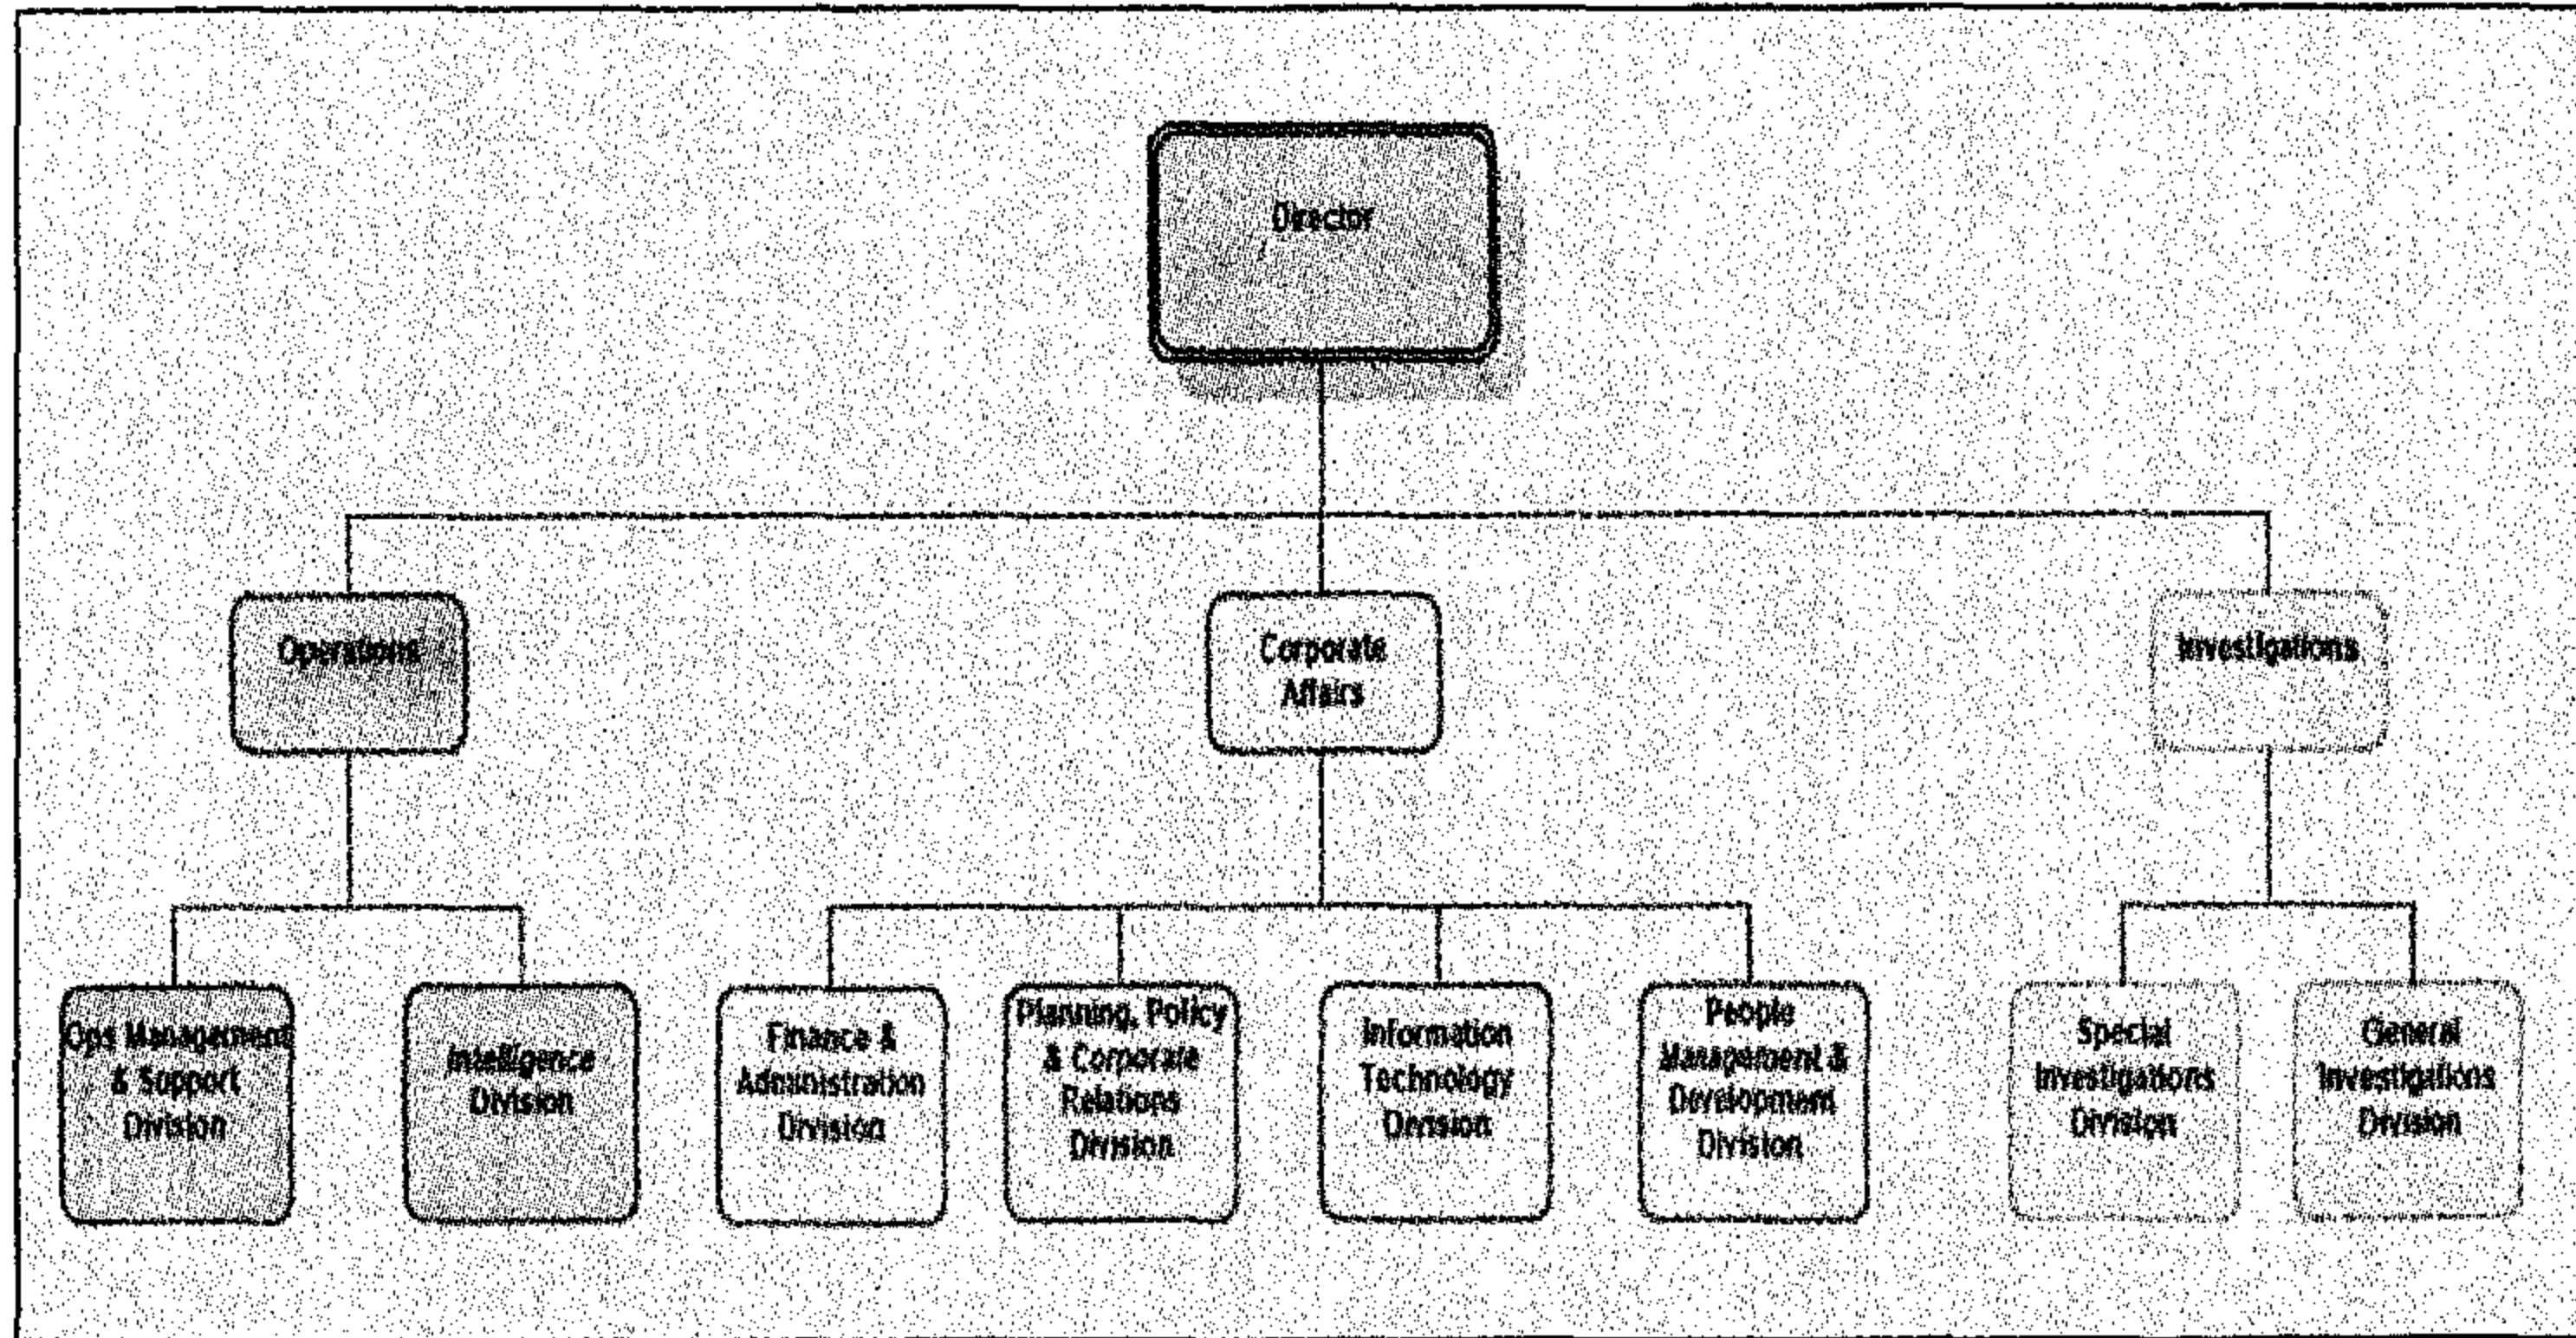 Director
Operations
Corporate
Affairs
Investigations
Ops Management
& Support
Division
Intelligence
Division
Finance &
Administration
Division
Planning, Policy
& Corporate
Relations
Division
Information
Technology
Division
People
Management &
Development
Division
Special
Investigations
Division
General
Investigations
Division